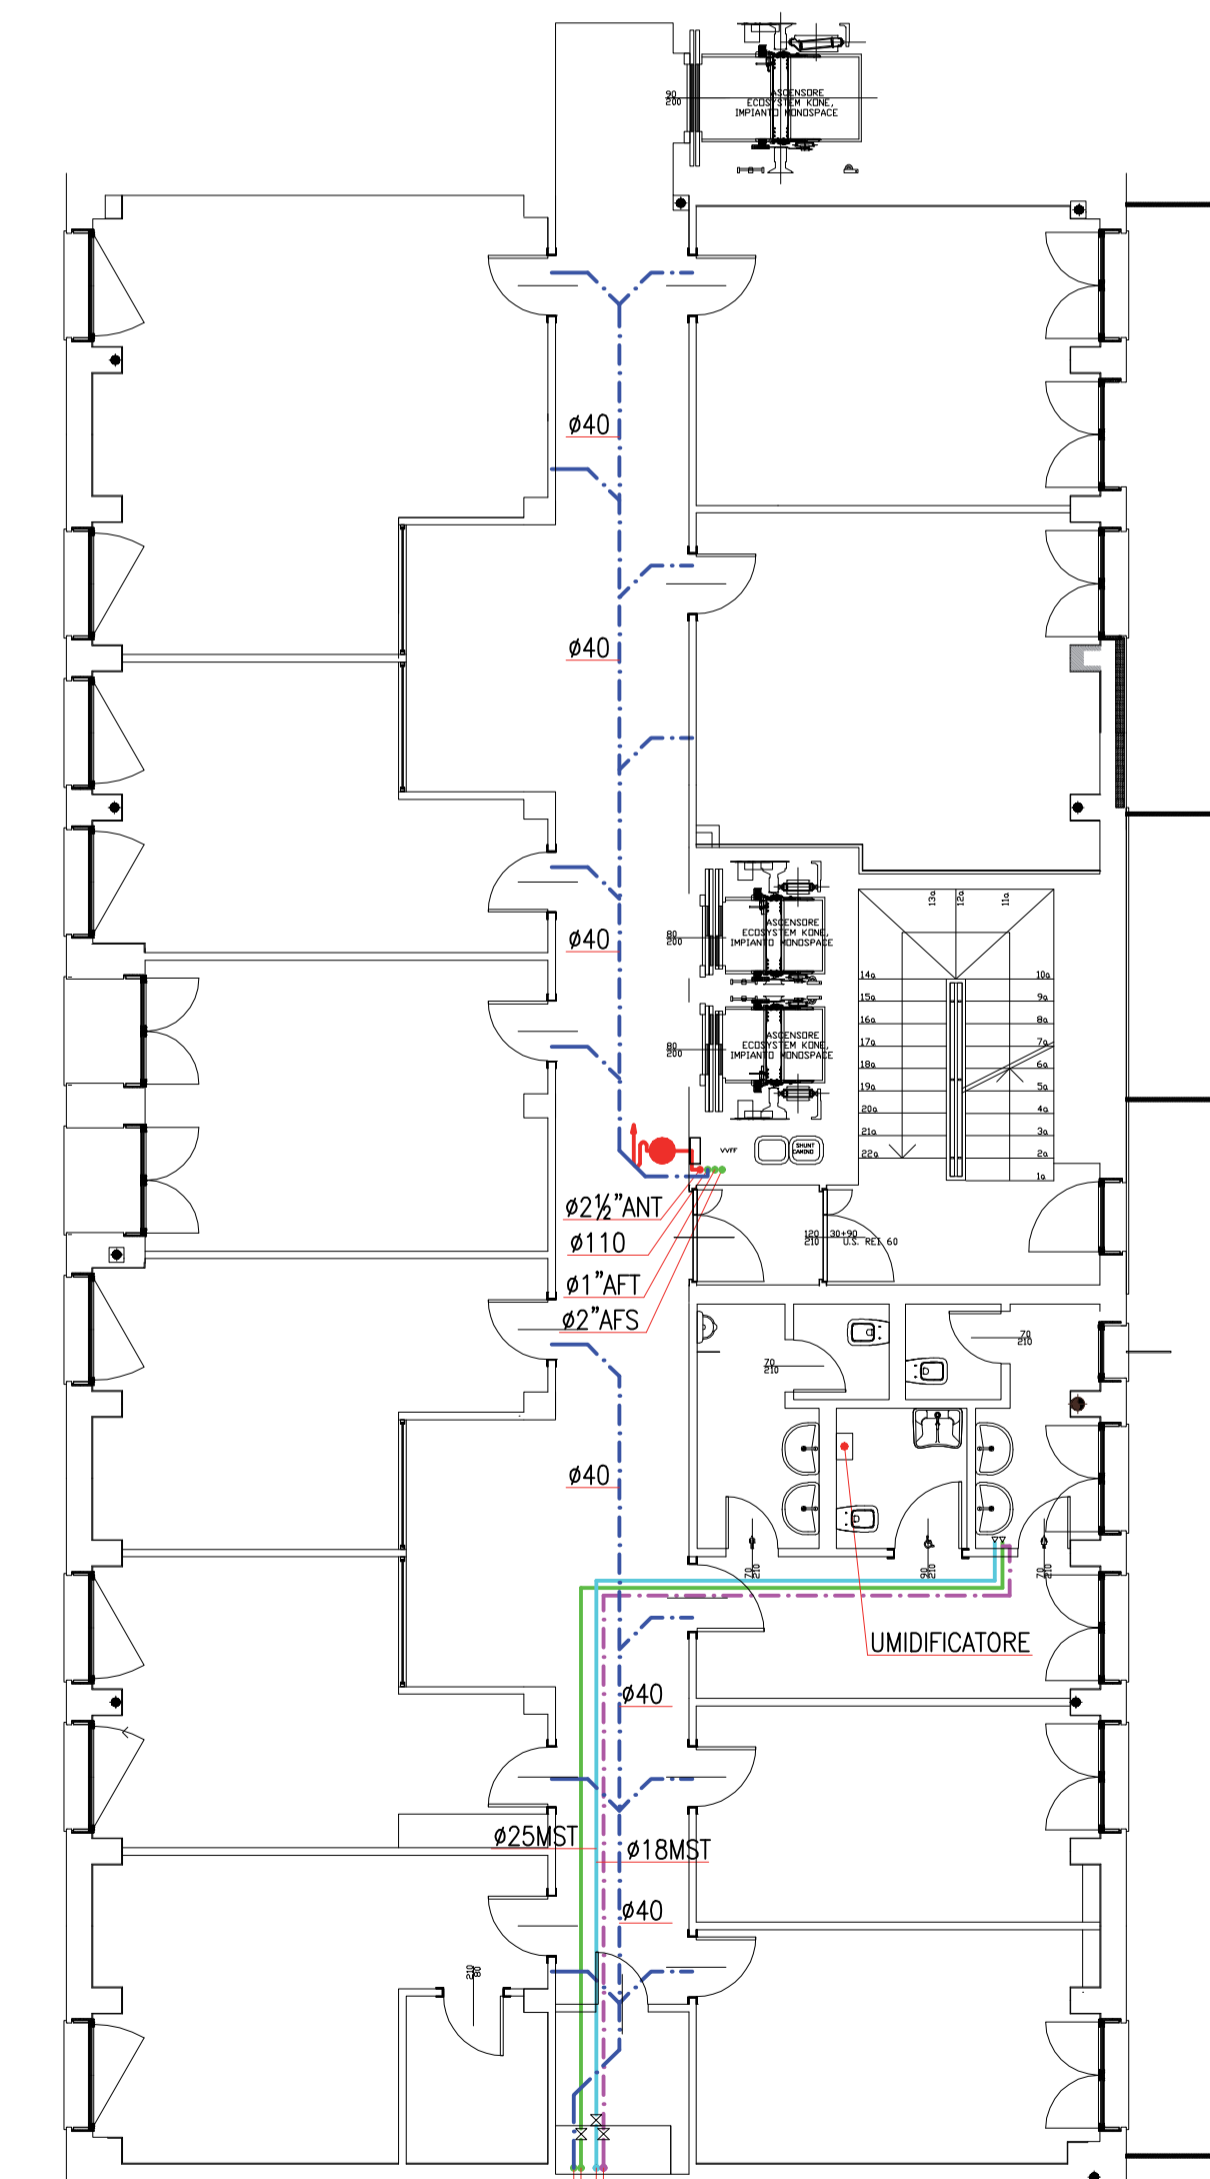 90
200
ASCENSORE
ECOSYSTEM KONE,
IMPIANTO MONOSPACE
ø40
ø40
ø40
80
200
ASCENSORE
ECOSYSTEM KONE,
IMPIANTO MONOSPACE
80
200
ASCENSORE
ECOSYSTEM KONE,
IMPIANTO MONOSPACE
13a
12a
11a
14a
15a
16a
17a
18a
19a
20a
21a
22a
10a
9a
8a
7a
6a
5a
4a
3a
2a
1a
VVFF
SHUNT
CAMINO
ø2½"ANT
ø110
ø1"AFT
ø2"AFS
120
210
30+90
U.S. REI 60
70
210
70
210
ø40
70
210
90
210
70
210
UMIDIFICATORE
ø40
ø25MST
ø18MST
ø40
210
80